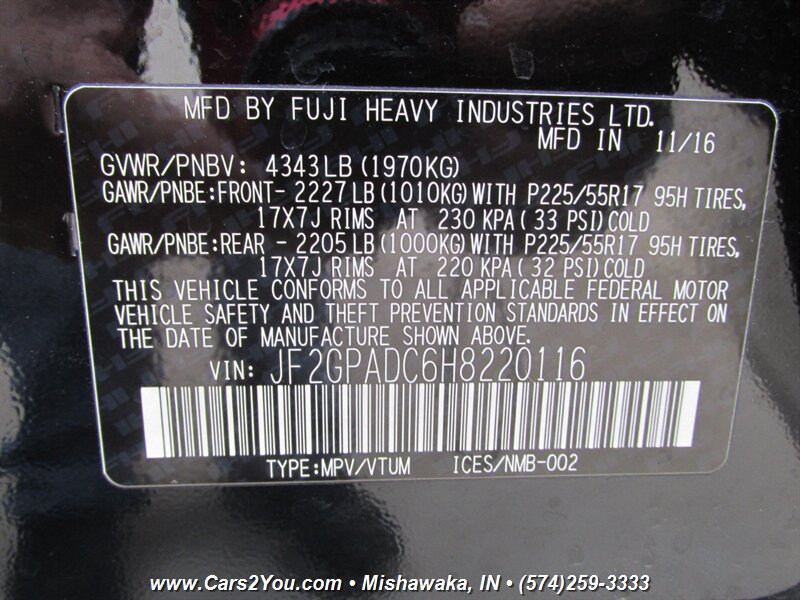 MFD BY FUJI HEAVY INDUSTRIES LTD.
MFD IN 11/16
GVWR/PNBV: 4343LB(1970KG)
GAWR/PNBE:FRONT- 2227LB(1010KG)WITH P225/55R17 95H TIRES,
17X7J RIMS AT 230 KPA(33 PSI)COLD
GAWR/PNBE:REAR - 2205LB(1000KG)WITH P225/55R17 95H TIRES,
17X7J RIMS AT 220 KPA(32 PSI)COLD
THIS VEHICLE CONFORMS TO ALL APPLICABLE FEDERAL MOTOR
VEHICLE SAFETY AND THEFT PREVENTION STANDARDS IN EFFECT ON
THE DATE OF MANUFACTURE SHOWN ABOVE.
VIN: JF2GPADC6H8220116
TYPE:MPV/VTUM ICES/NMB-002
www.Cars2You.com • Mishawaka, IN • (574)259-3333